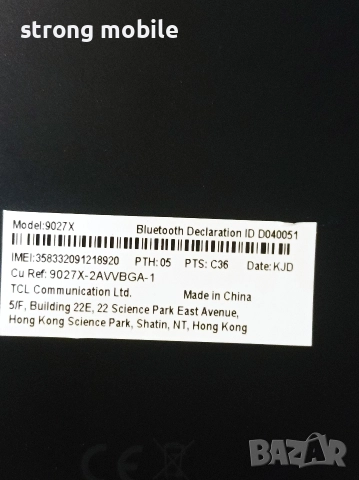 strong mobile
Model:9027X Bluetooth Declaration ID D040051
IMEI:358332091218920 PTH: 05 PTS: C36 Date: KJD
Cu Ref: 9027X-2AVVBGA-1
TCL Communication Ltd. Made in China
5/F, Building 22E, 22 Science Park East Avenue,
Hong Kong Science Park, Shatin, NT, Hong Kong
BAZAR